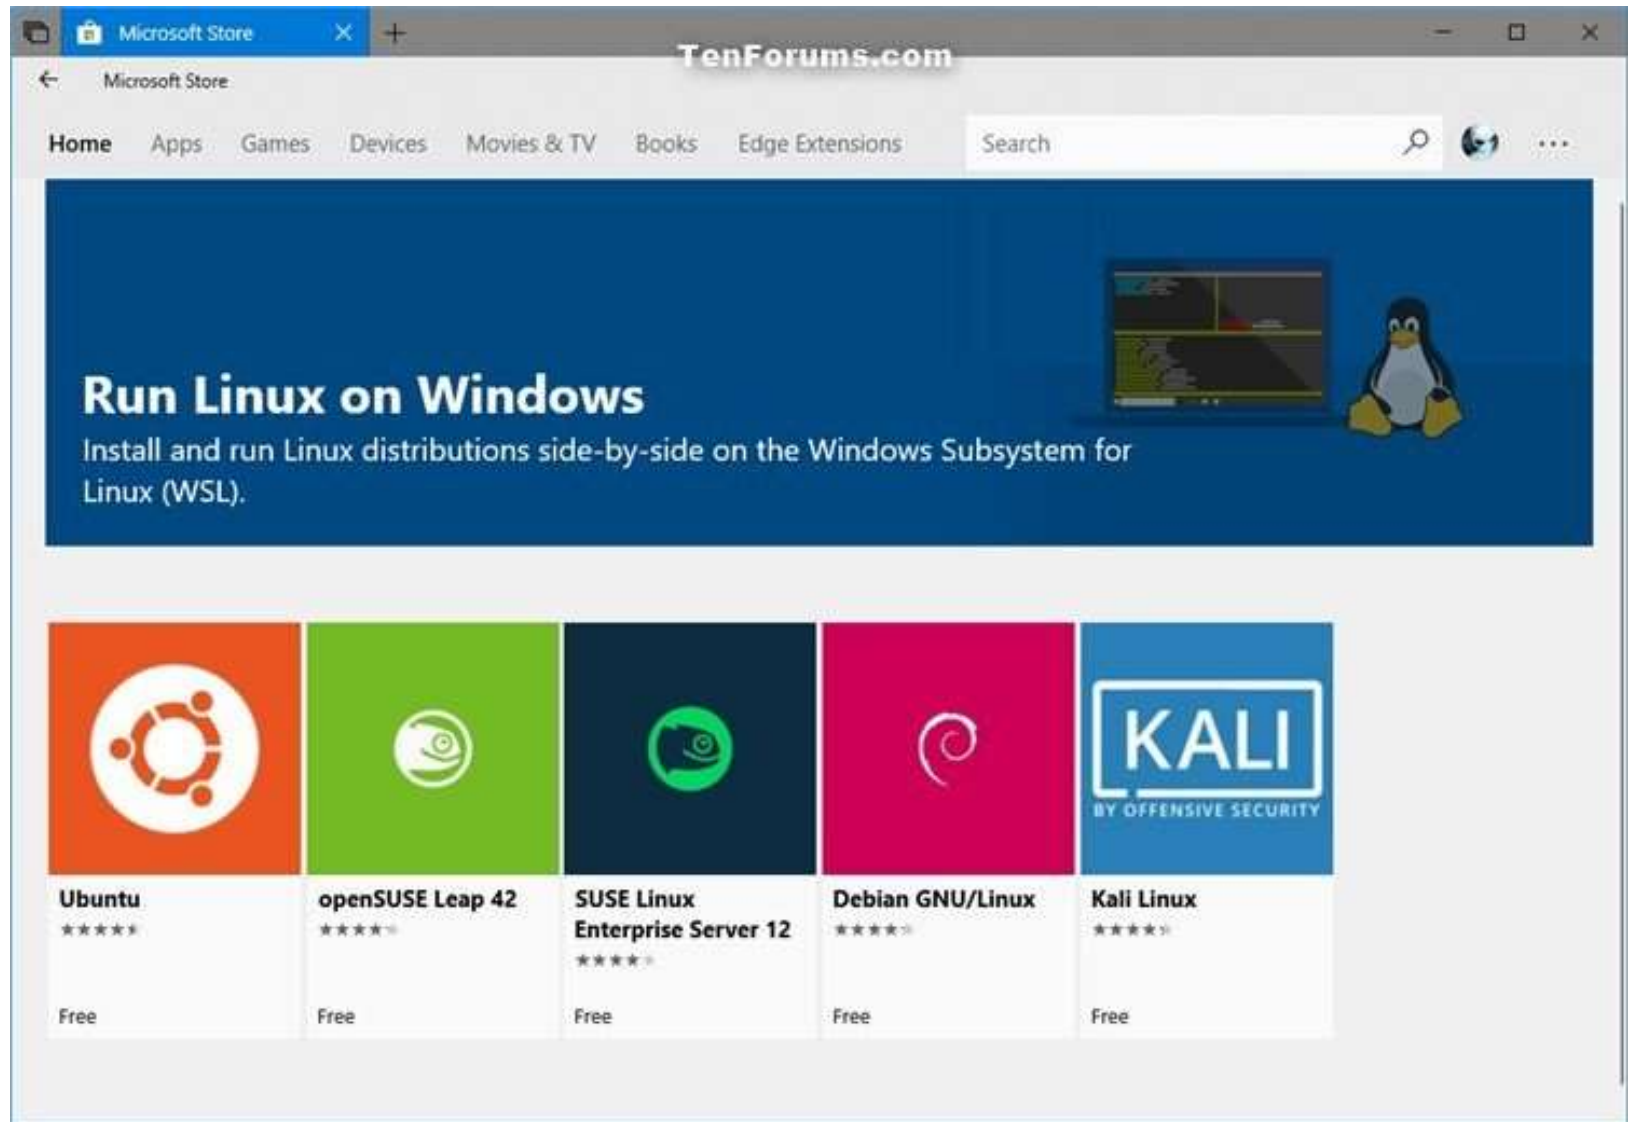 Microsoft Store
TenForums.com
Microsoft Store
Home Apps Games Devices Movies & TV Books Edge Extensions Search
Run Linux on Windows
Install and run Linux distributions side-by-side on the Windows Subsystem for
Linux (WSL).
KALI
BY OFFENSIVE SECURITY
Ubuntu
openSUSE Leap 42
SUSE Linux
Enterprise Server 12
Debian GNU/Linux
Kali Linux
Free
Free
Free
Free
Free